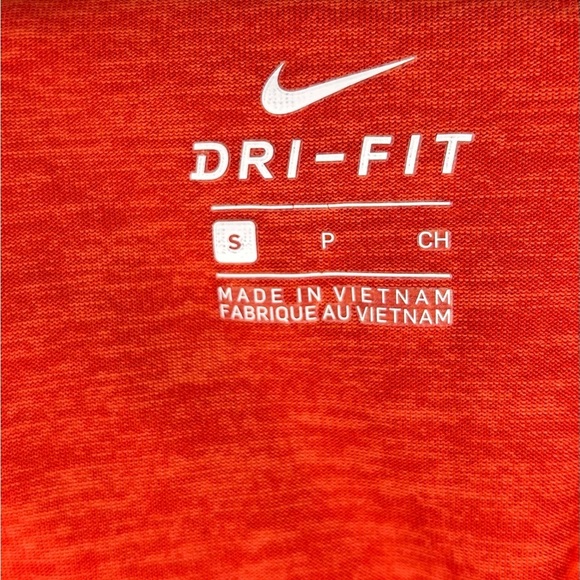 DRI-FIT
S P CH
MADE IN VIETNAM
FABRIQUE AU VIETNAM